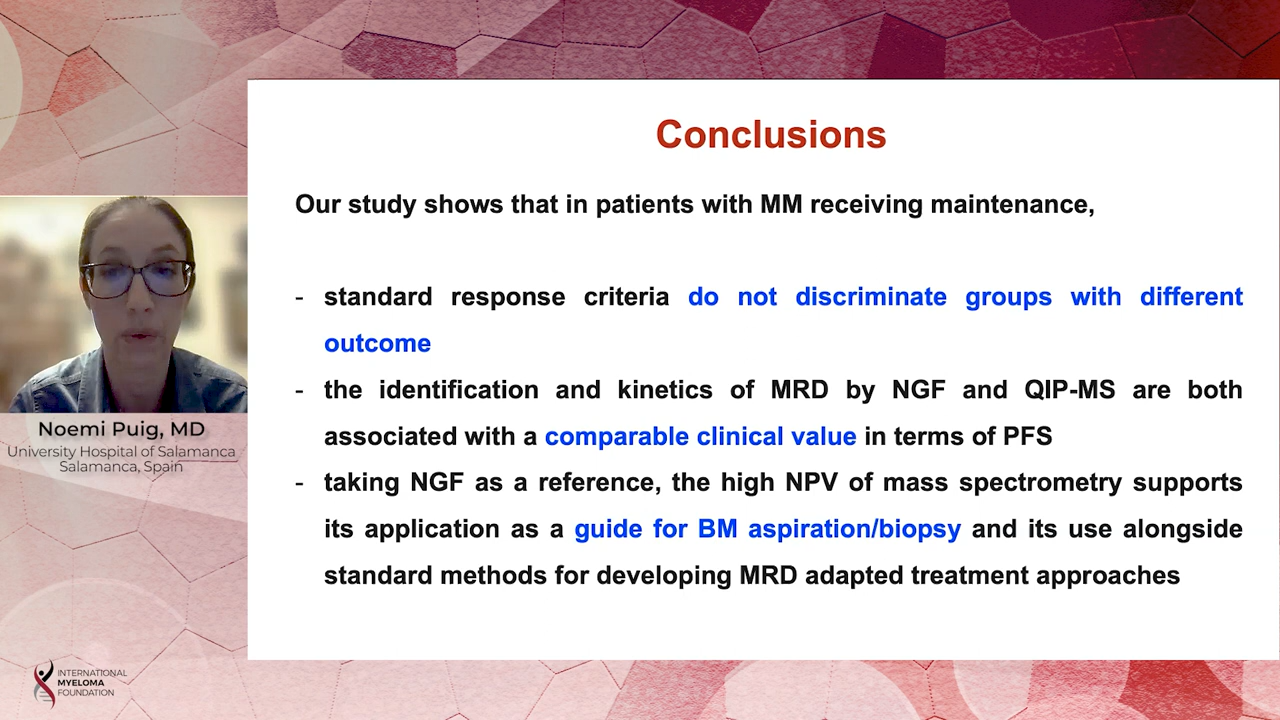 Conclusions
Our study shows that in patients with MM receiving maintenance,
- standard response criteria do not discriminate groups with different
outcome
- the identification and kinetics of MRD by NGF and QIP-MS are both
associated with a comparable clinical value in terms of PFS
- taking NGF as a reference, the high NPV of mass spectrometry supports
its application as a guide for BM aspiration/biopsy and its use alongside
standard methods for developing MRD adapted treatment approaches
Noemi Puig, MD
University Hospital of Salamanca
Salamanca, Spain
INTERNATIONAL
MYELOMA
FOUNDATION